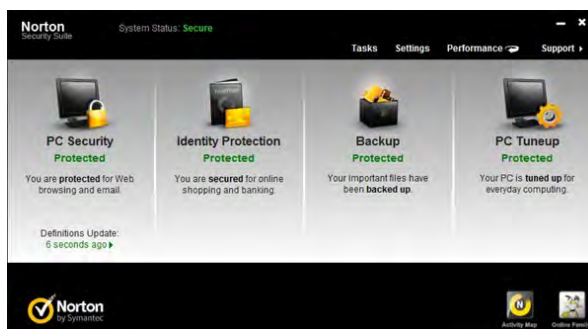 Norton
Security Suite
System Status: Secure
Tasks Settings Performance Support
PC Security
Protected
You are protected for Web
browsing and email.
Definitions Update:
6 seconds ago
Identity Protection
Protected
You are secured for online
shopping and banking.
Backup
Protected
Your important files have
been backed up.
PC Tuneup
Protected
Your PC is tuned up for
everyday computing.
Norton
by Symantec
Activity Map
Online Family